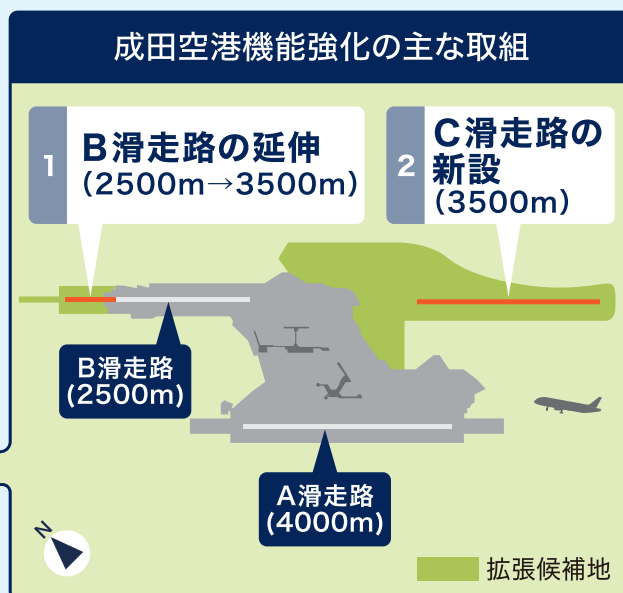 成田空港機能強化の主な取組
1
B滑走路の延伸
(2500m→3500m)
2
C滑走路の
新設
(3500m)
B滑走路
(2500m)
A滑走路
(4000m)
N
拡張候補地